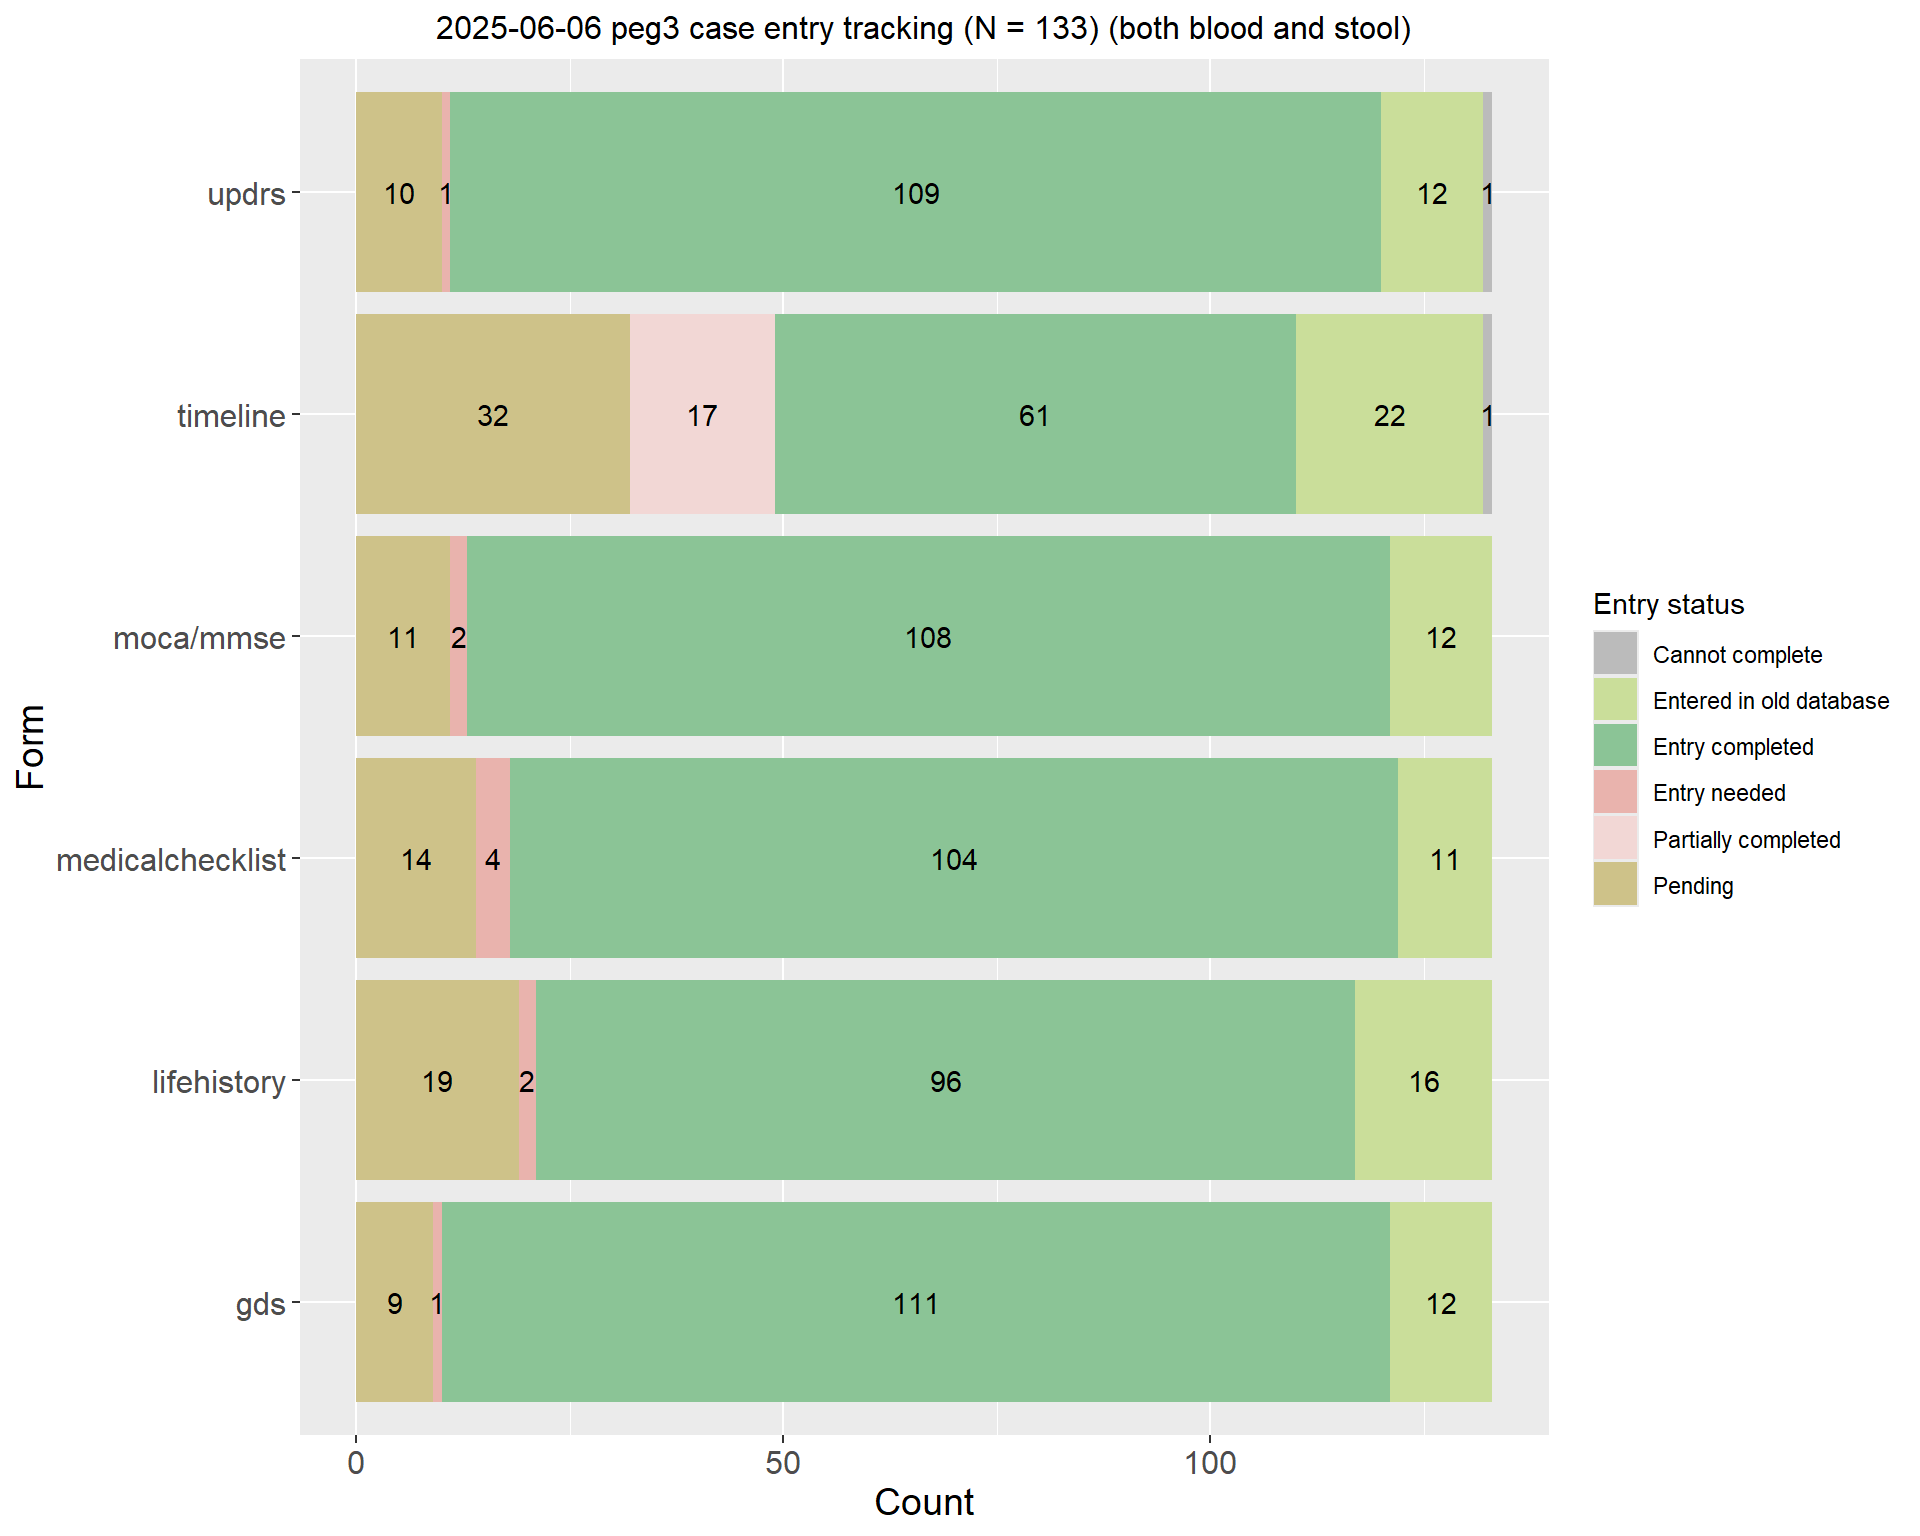 2025-06-06 peg3 case entry tracking (N = 133) (both blood and stool)
updrs
10 1 109 12 1
timeline
32 17 61 22 1
moca/mmse
11 2 108 12
medicalchecklist
14 4 104 11
lifehistory
19 2 96 16
gds
9 1 111 12
Form
0 50 100
Count
Entry status
Cannot complete
Entered in old database
Entry completed
Entry needed
Partially completed
Pending